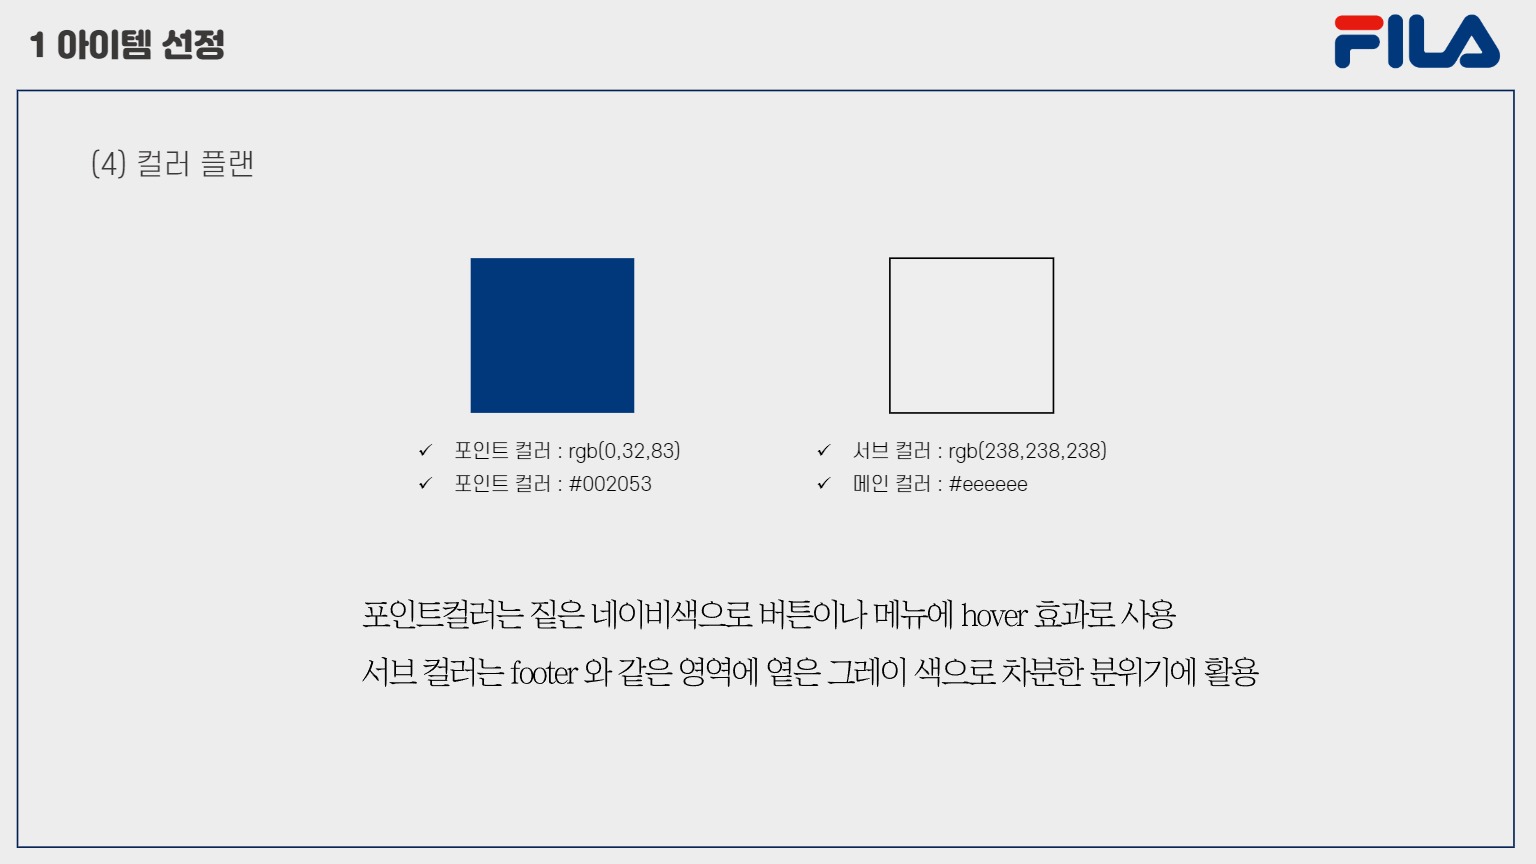 1 아이템 선정
FILA
(4) 컬러 플랜
포인트 컬러 : rgb(0,32,83)
포인트 컬러 : #002053
서브 컬러 : rgb(238,238,238)
메인 컬러 : #eeeeee
포인트컬러는 짙은 네이비색으로 버튼이나 메뉴에 hover 효과로 사용
서브 컬러는 footer 와 같은 영역에 옅은 그레이 색으로 차분한 분위기에 활용